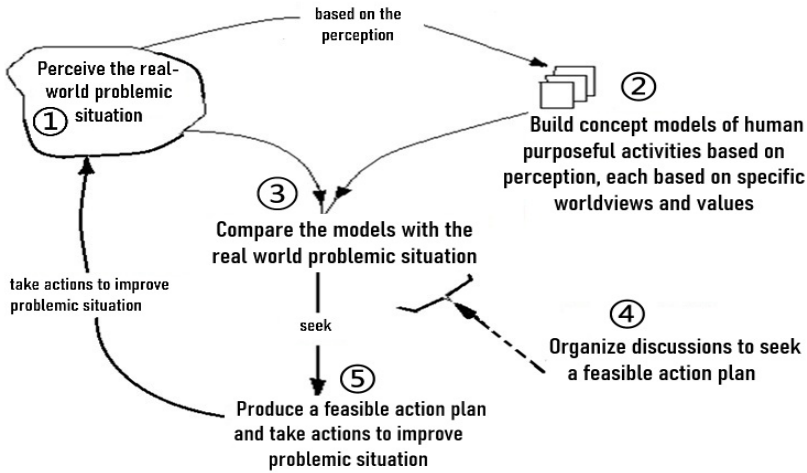 based on the
perception
Perceive the real-
world problemic
situation
①
②
Build concept models of human
purposeful activities based on
perception, each based on specific
worldviews and values
③
Compare the models with the
real world problemic situation
take actions to improve
problemic situation
seek
④
Organize discussions to seek
a feasible action plan
⑤
Produce a feasible action plan
and take actions to improve
problemic situation